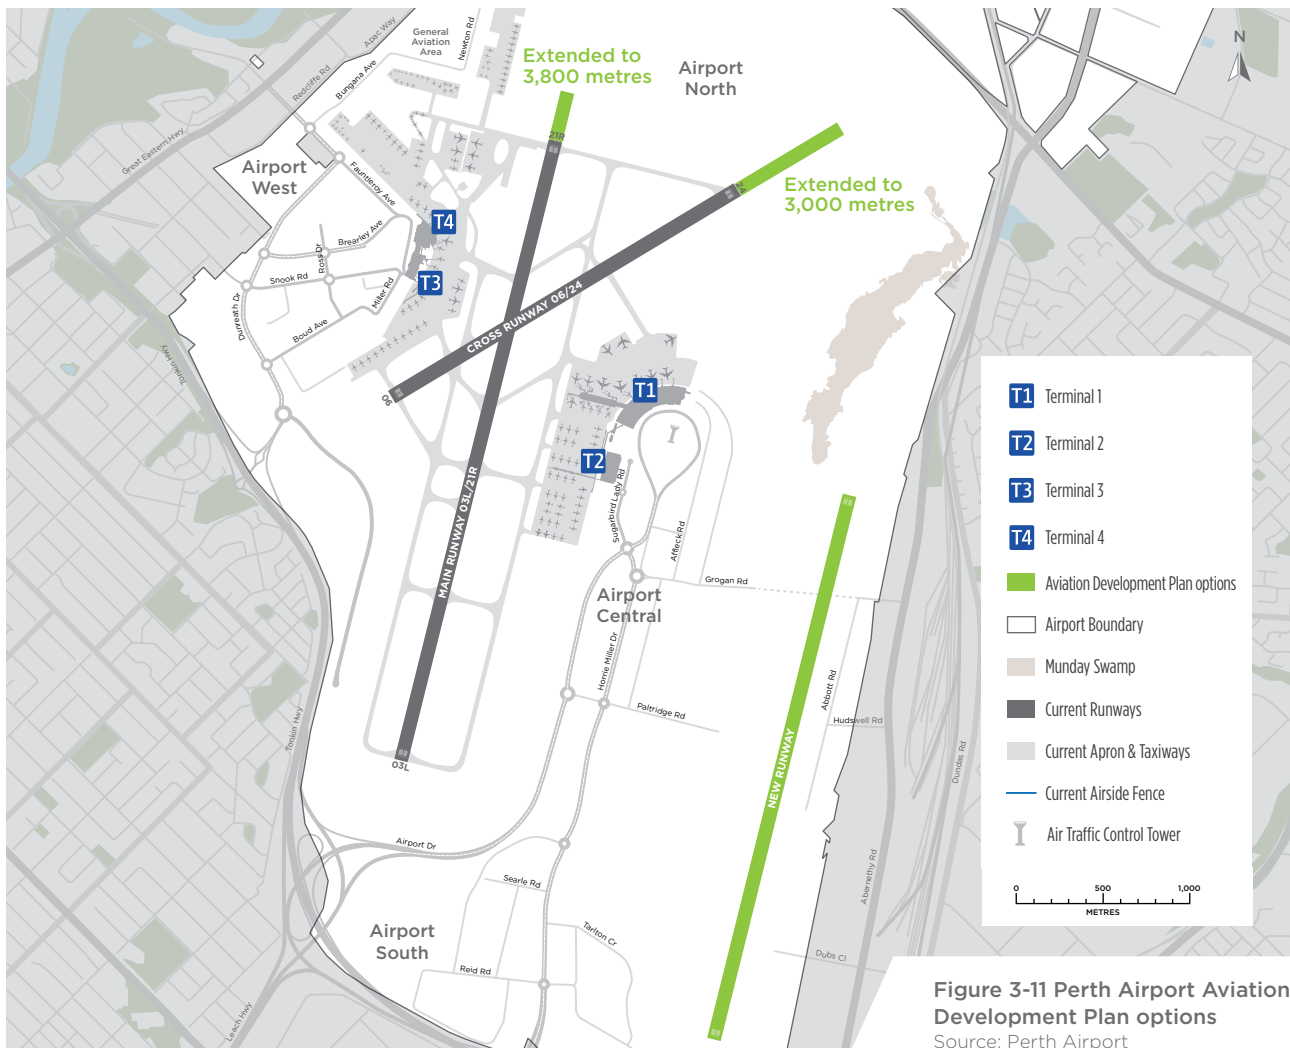 Apac Way
Newton Rd
General
Aviation
Area
Redcliffe Rd
Bungana Ave
Great Eastern Hwy
Extended to
3,800 metres
Airport
North
N
21R
24
Airport
West
Fauntleroy Ave
Extended to
3,000 metres
T4
Brearley Ave
Ross Dr
Snook Rd
T3
Miller Rd
Dunreath Dr
Boud Ave
Tonkin Hwy
CROSS RUNWAY 06/24
06
T1
T2
Sugarbird Lady Rd
Affleck Rd
MAIN RUNWAY 03L/21R
Grogan Rd
Airport
Central
Horrie Miller Dr
Paltridge Rd
Abbott Rd
Hudswell Rd
Tonkin Hwy
03L
NEW RUNWAY
Dundas Rd
Airport Dr
Abernethy Rd
Searle Rd
Airport
South
Tarlton Cr
Reid Rd
Dubs Cl
Leach Hwy
T1 Terminal 1
T2 Terminal 2
T3 Terminal 3
T4 Terminal 4
Aviation Development Plan options
Airport Boundary
Munday Swamp
Current Runways
Current Apron & Taxiways
Current Airside Fence
Air Traffic Control Tower
0 500 1,000
METRES
Figure 3-11 Perth Airport Aviation
Development Plan options
Source: Perth Airport